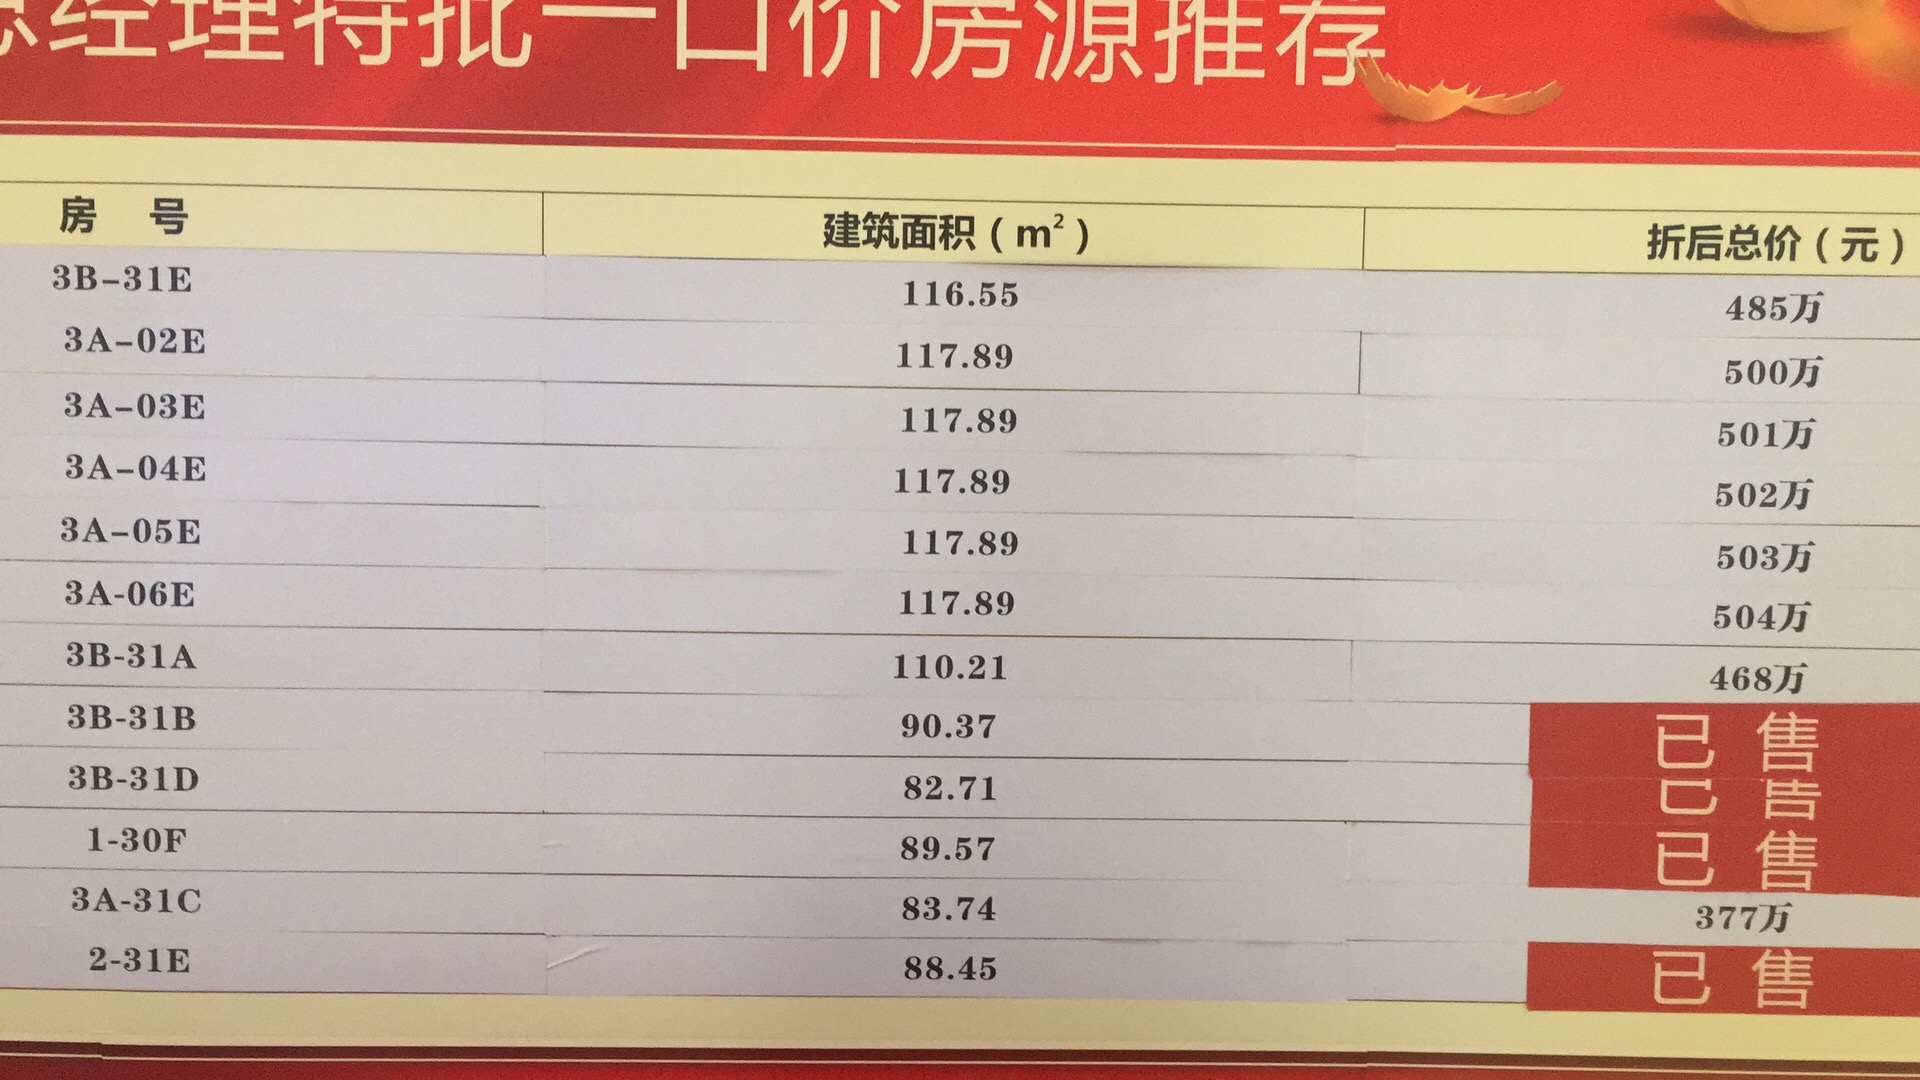 总经理特批一口价房源推荐
房 号 建筑面积(m²) 折后总价(元)
3B-31E 116.55 485万
3A-02E 117.89 500万
3A-03E 117.89 501万
3A-04E 117.89 502万
3A-05E 117.89 503万
3A-06E 117.89 504万
3B-31A 110.21 468万
3B-31B 90.37 已售
3B-31D 82.71 已售
1-30F 89.57 已售
3A-31C 83.74 377万
2-31E 88.45 已售